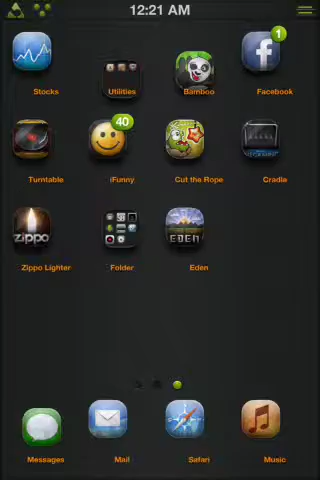 12:21 AM
1
Stocks
Utilities
Bamboo
Facebook
40
Turntable
iFunny
Cut the Rope
Cradle
zippo
EDEN
Zippo Lighter
Folder
Eden
Messages
Mail
Safari
Music